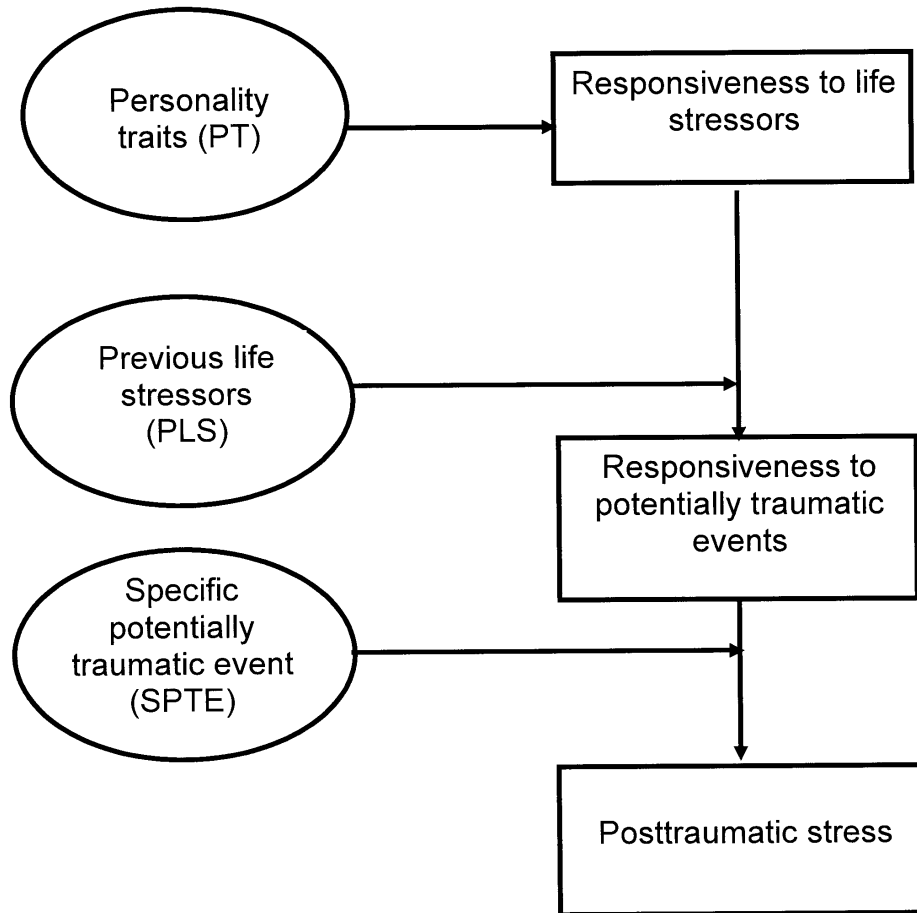 Personality
traits (PT)
Responsiveness to life
stressors
Previous life
stressors
(PLS)
Responsiveness to
potentially traumatic
events
Specific
potentially
traumatic event
(SPTE)
Posttraumatic stress